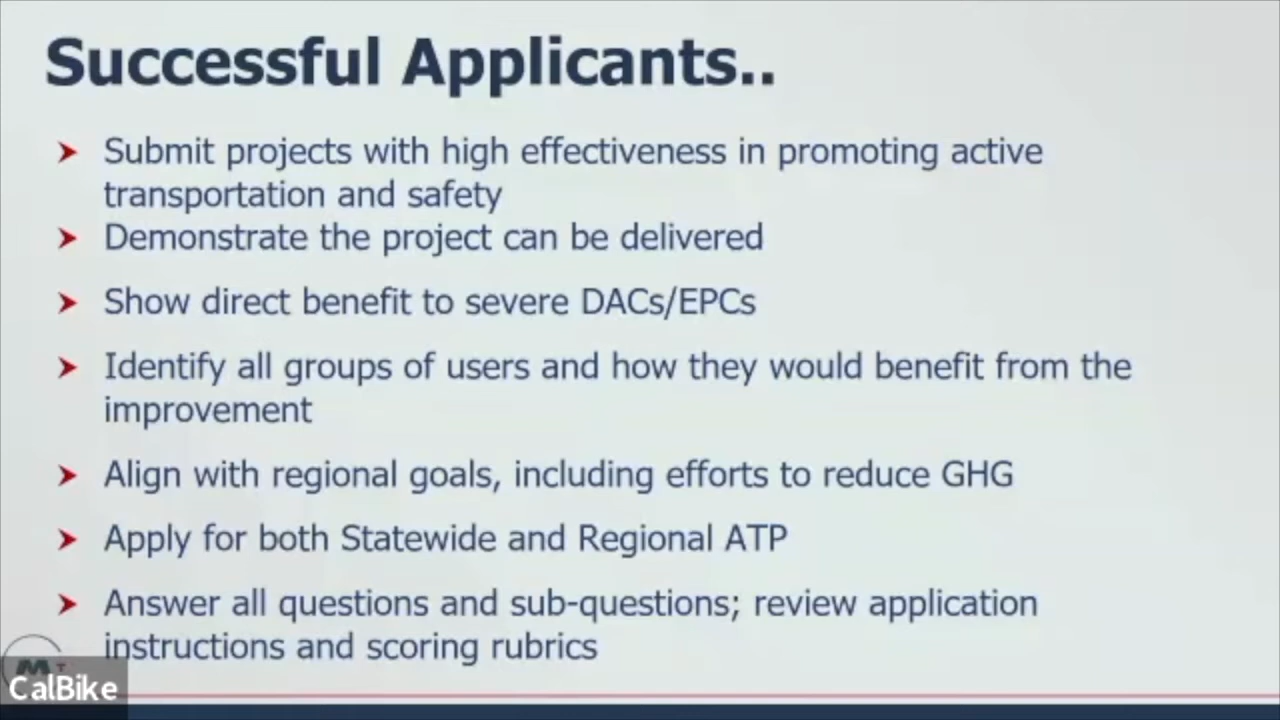 Successful Applicants..
Submit projects with high effectiveness in promoting active
transportation and safety
Demonstrate the project can be delivered
Show direct benefit to severe DACs/EPCs
Identify all groups of users and how they would benefit from the
improvement
Align with regional goals, including efforts to reduce GHG
Apply for both Statewide and Regional ATP
Answer all questions and sub-questions; review application
instructions and scoring rubrics
CalBike